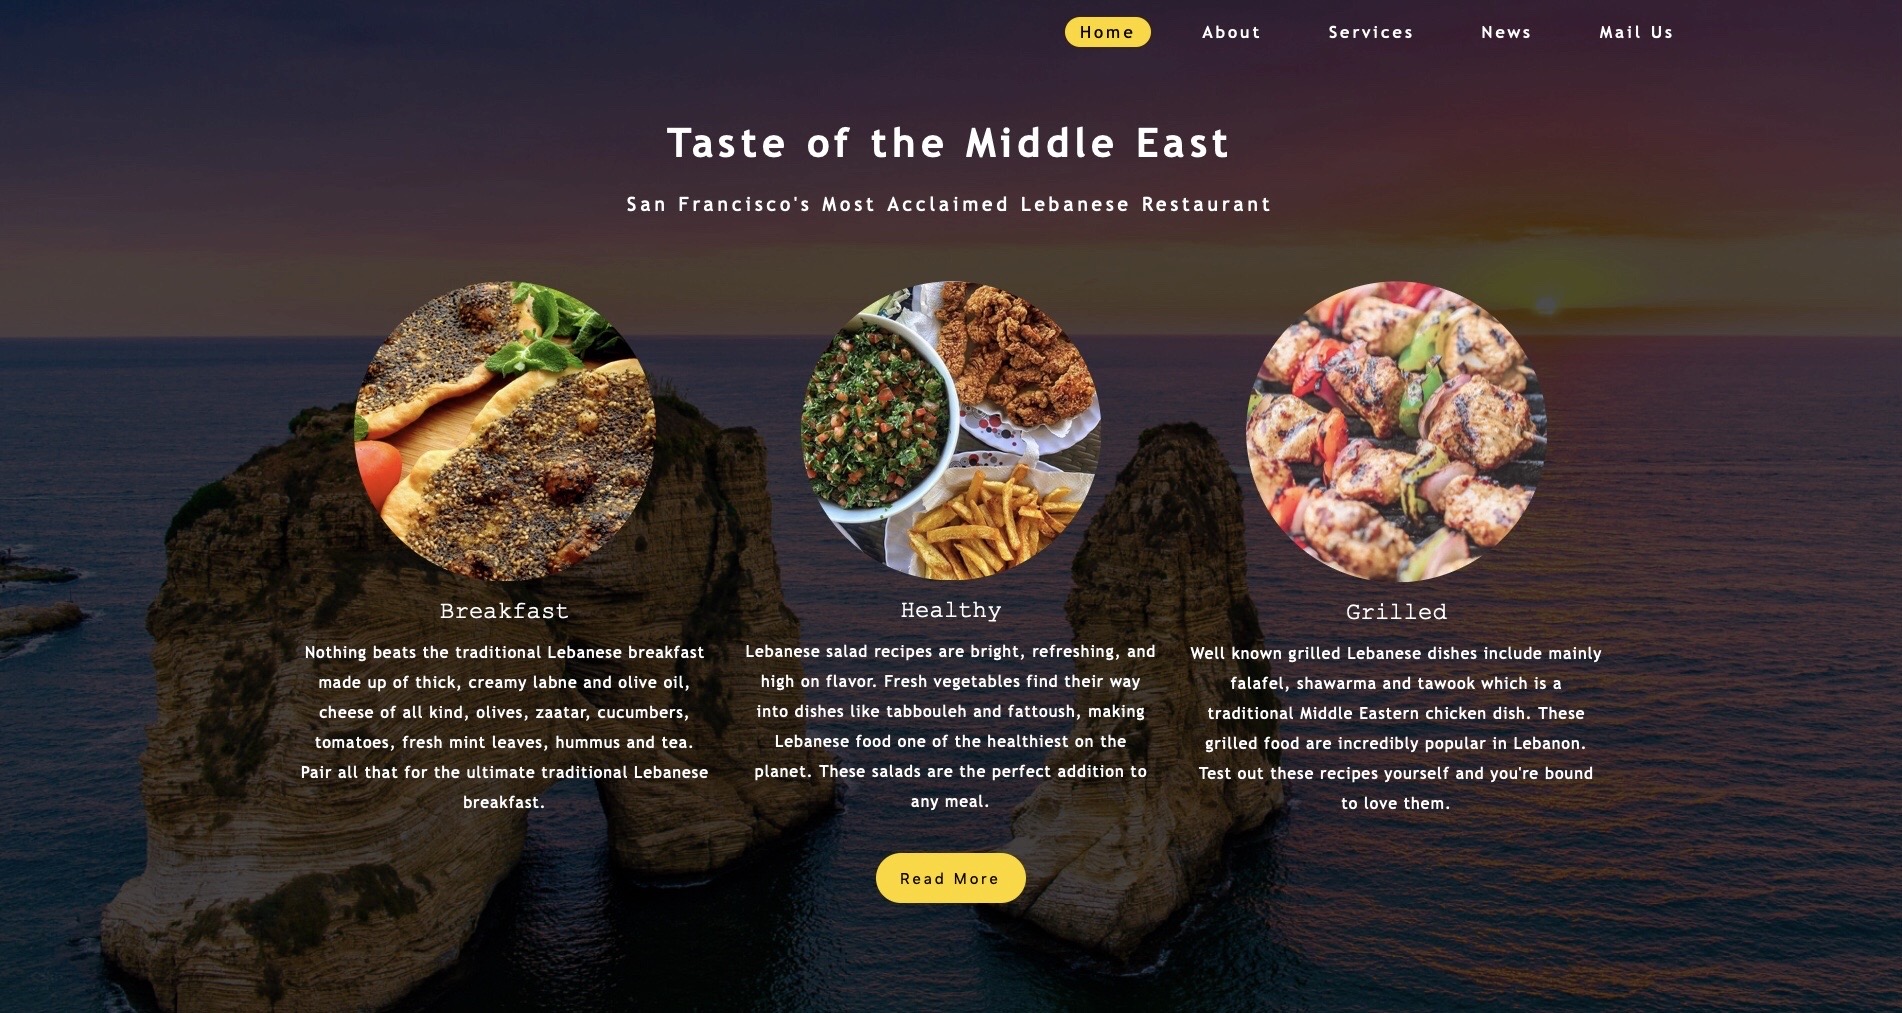 Home About Services News Mail Us
Taste of the Middle East
San Francisco's Most Acclaimed Lebanese Restaurant
Breakfast
Nothing beats the traditional Lebanese breakfast
made up of thick, creamy labne and olive oil,
cheese of all kind, olives, zaatar, cucumbers,
tomatoes, fresh mint leaves, hummus and tea.
Pair all that for the ultimate traditional Lebanese
breakfast.
Healthy
Lebanese salad recipes are bright, refreshing, and
high on flavor. Fresh vegetables find their way
into dishes like tabbouleh and fattoush, making
Lebanese food one of the healthiest on the
planet. These salads are the perfect addition to
any meal.
Grilled
Well known grilled Lebanese dishes include mainly
falafel, shawarma and tawook which is a
traditional Middle Eastern chicken dish. These
grilled food are incredibly popular in Lebanon.
Test out these recipes yourself and you're bound
to love them.
Read More